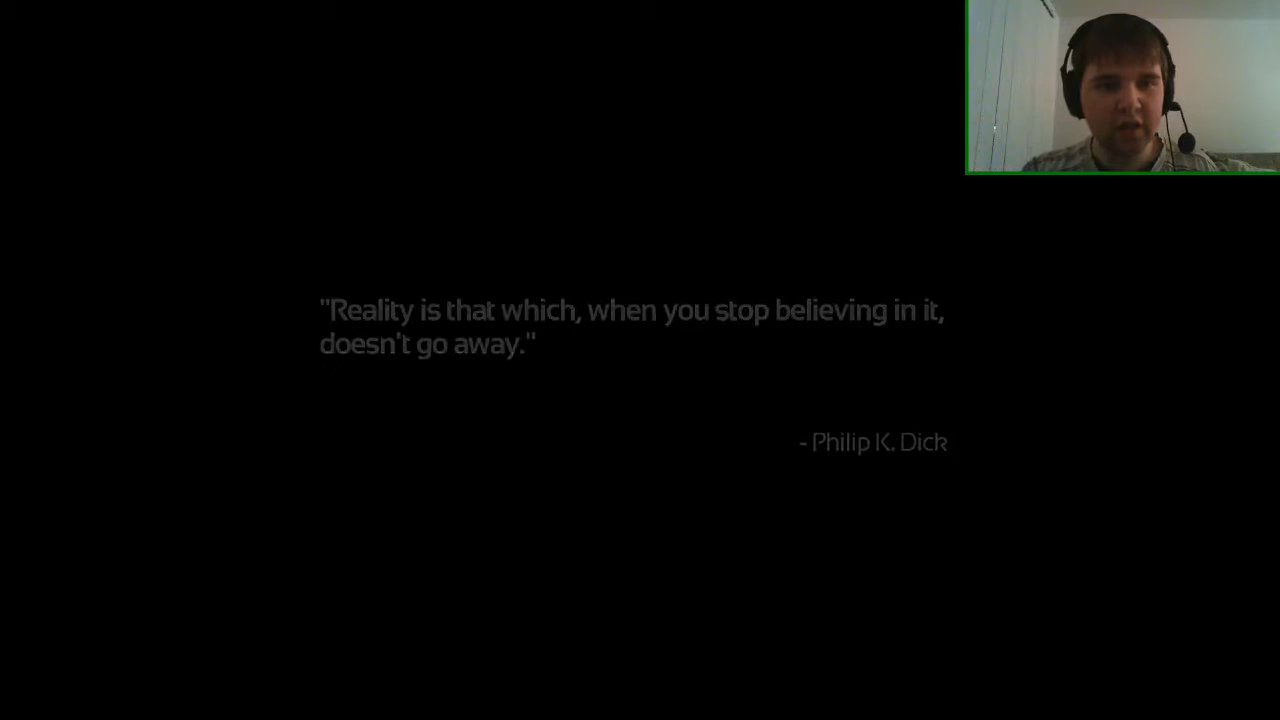 "Reality is that which, when you stop believing in it,
doesn't go away."
- Philip K. Dick